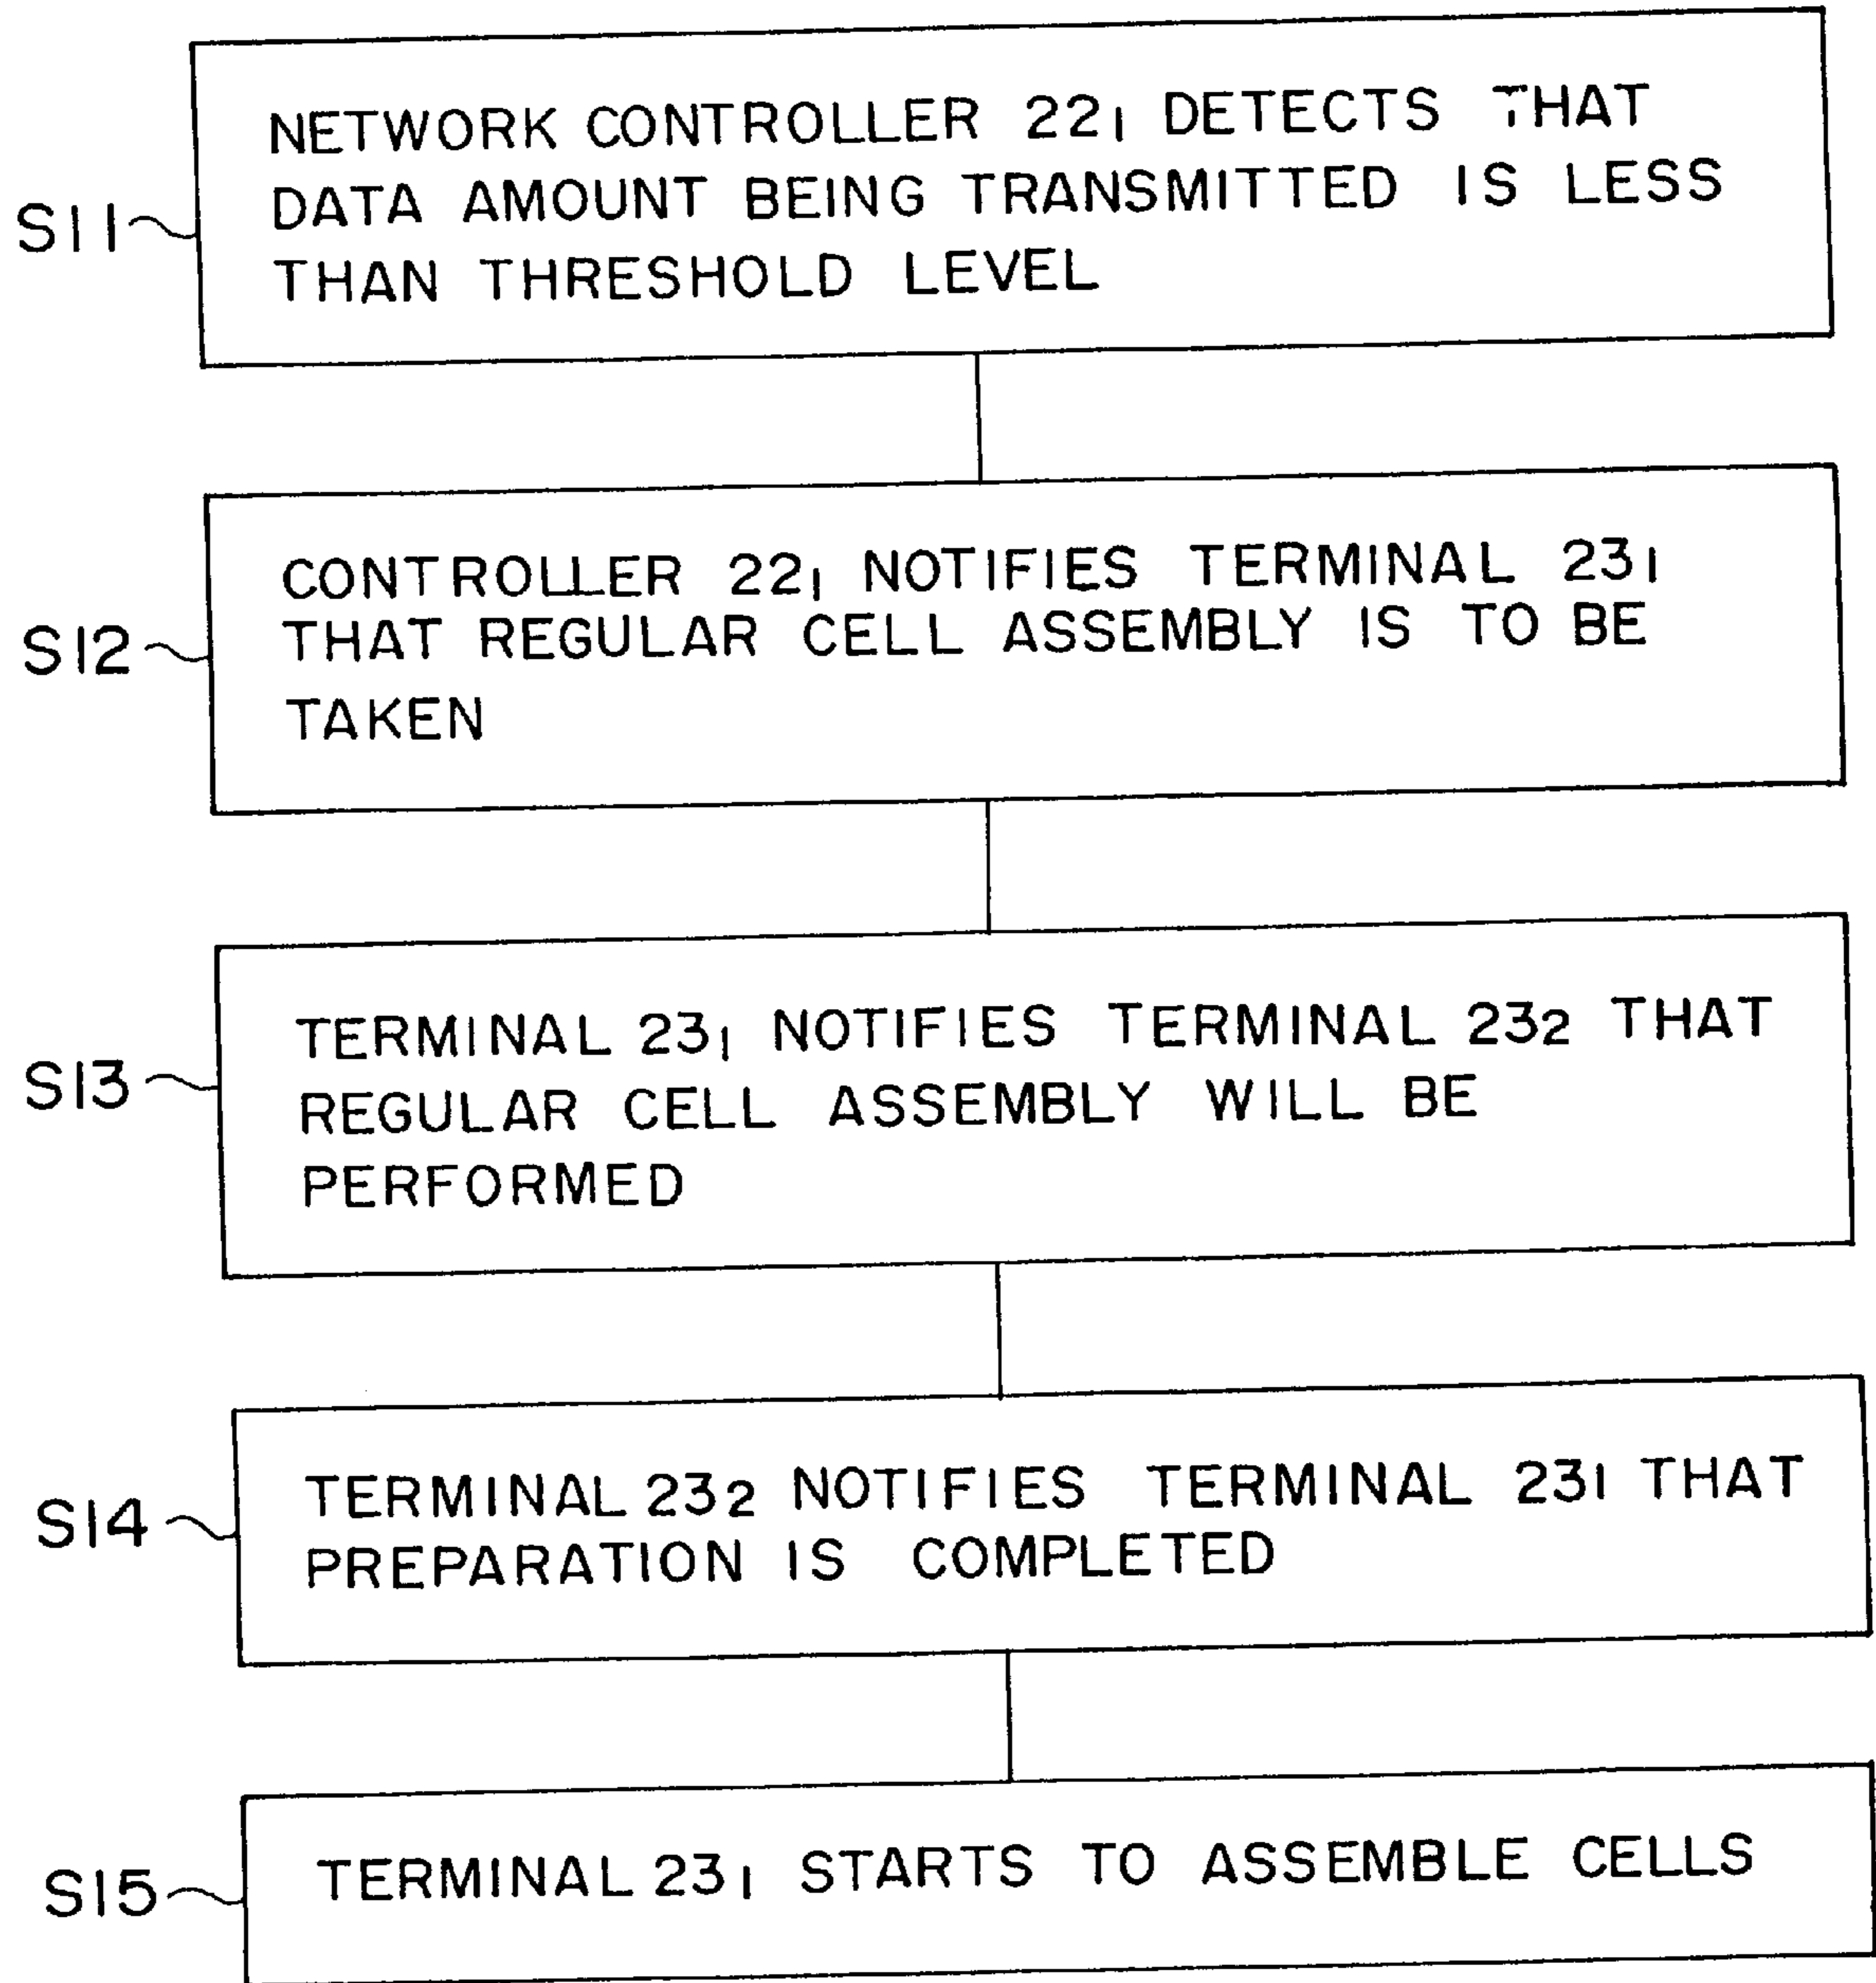 NETWORK CONTROLLER 22₁ DETECTS THAT
DATA AMOUNT BEING TRANSMITTED IS LESS
THAN THRESHOLD LEVEL
S11
CONTROLLER 22₁ NOTIFIES TERMINAL 23₁
THAT REGULAR CELL ASSEMBLY IS TO BE
TAKEN
S12
TERMINAL 23₁ NOTIFIES TERMINAL 23₂ THAT
REGULAR CELL ASSEMBLY WILL BE
PERFORMED
S13
TERMINAL 23₂ NOTIFIES TERMINAL 23₁ THAT
PREPARATION IS COMPLETED
S14
TERMINAL 23₁ STARTS TO ASSEMBLE CELLS
S15